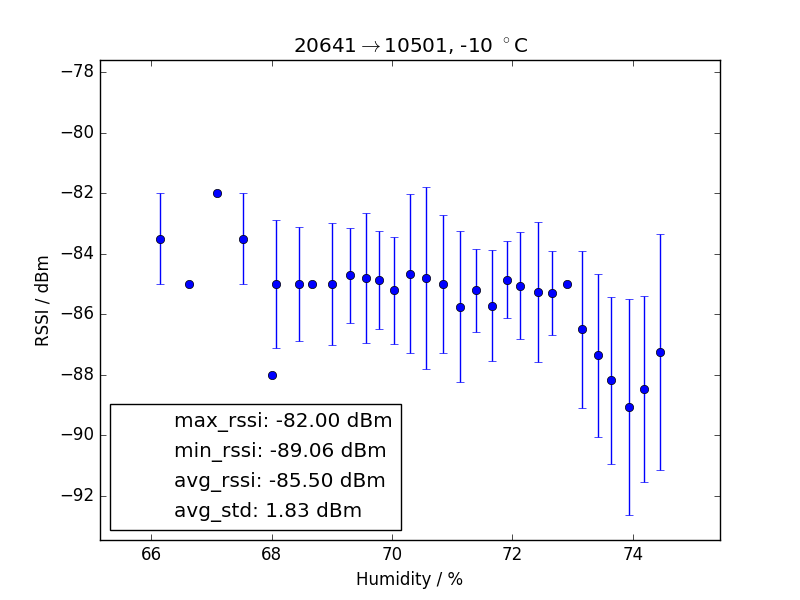 20641→10501, -10 °C
RSSI / dBm
−78
−80
−82
−84
−86
−88
−90
−92
max_rssi: -82.00 dBm
min_rssi: -89.06 dBm
avg_rssi: -85.50 dBm
avg_std: 1.83 dBm
66
68
70
72
74
Humidity / %